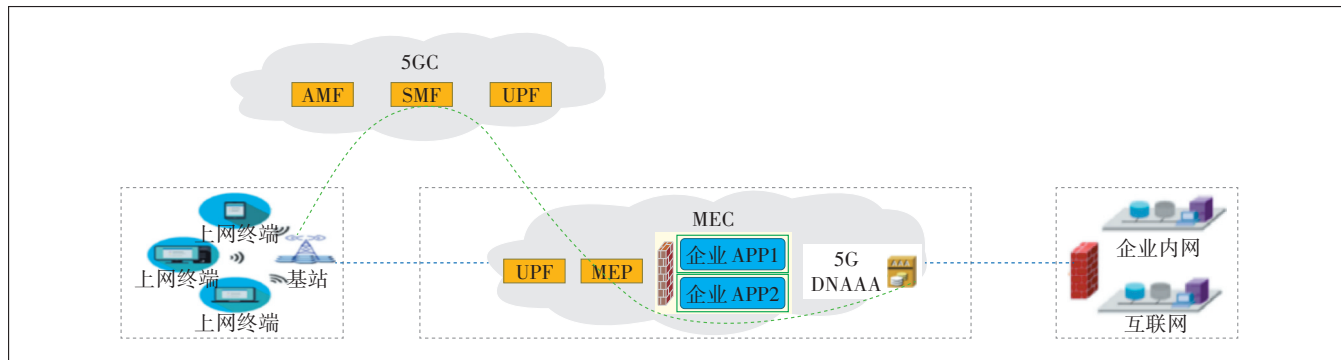 5GC
AMF
SMF
UPF
上网终端
上网终端
基站
上网终端
MEC
UPF
MEP
企业 APP1
企业 APP2
5G
DNAAA
企业内网
互联网